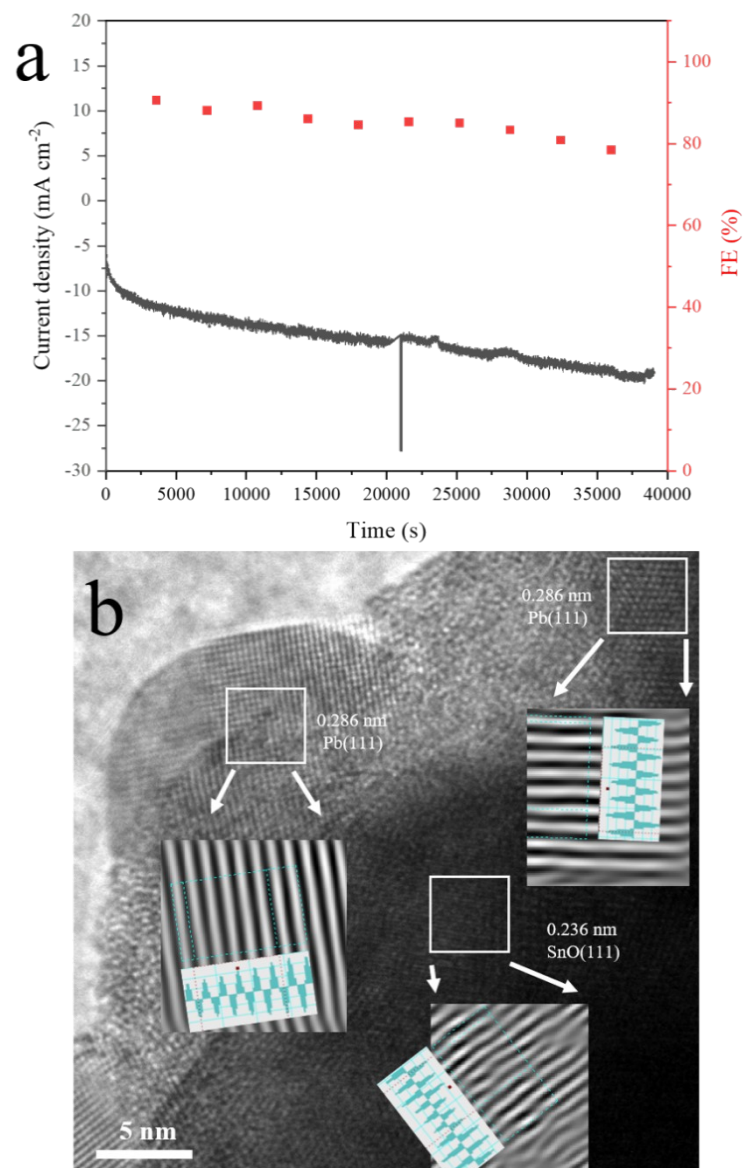 a
20
15
10
5
0
-5
-10
-15
-20
-25
-30
Current density (mA cm⁻²)
100
80
60
40
20
0
FE (%)
0 5000 10000 15000 20000 25000 30000 35000 40000
Time (s)
b
0.286 nm
Pb(111)
0.286 nm
Pb(111)
0.236 nm
SnO(111)
5 nm